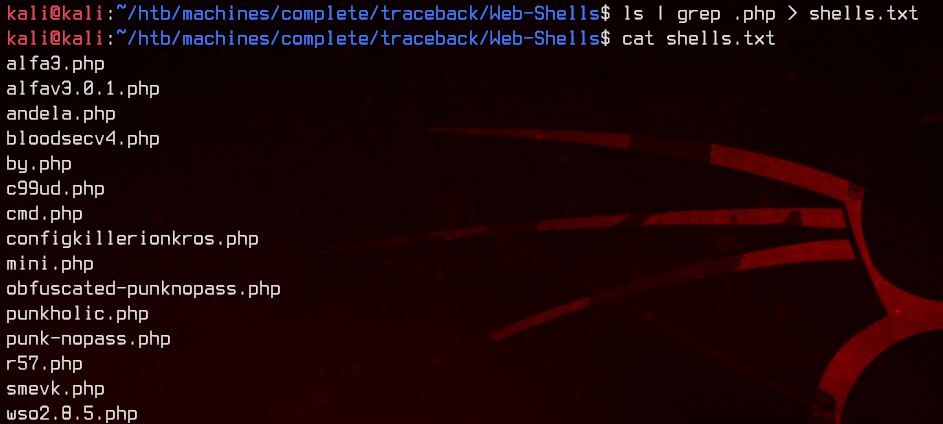 kali@kali:~/htb/machines/complete/traceback/Web-Shells$ ls | grep .php > shells.txt
kali@kali:~/htb/machines/complete/traceback/Web-Shells$ cat shells.txt
alfa3.php
alfav3.0.1.php
andela.php
bloodsecv4.php
by.php
c99ud.php
cmd.php
configkillerionkros.php
mini.php
obfuscated-punknopass.php
punkholic.php
punk-nopass.php
r57.php
smevk.php
wso2.8.5.php